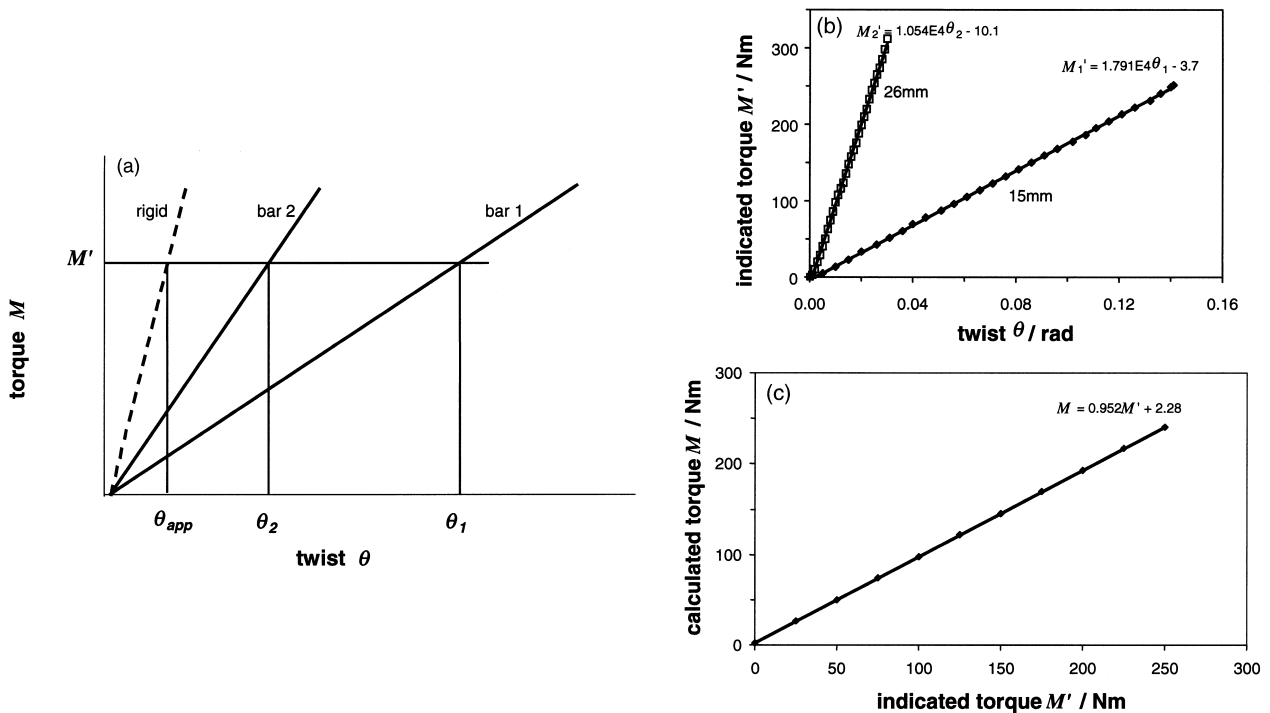 (a)
rigid
bar 2
bar 1
M'
torque M
θapp
θ2
θ1
twist θ
(b)
M2' = 1.054E4θ2 - 10.1
M1' = 1.791E4θ1 - 3.7
26mm
15mm
indicated torque M' / Nm
300
200
100
0
0.00 0.04 0.08 0.12 0.16
twist θ / rad
(c)
M = 0.952M' + 2.28
calculated torque M / Nm
300
200
100
0
0 50 100 150 200 250 300
indicated torque M' / Nm